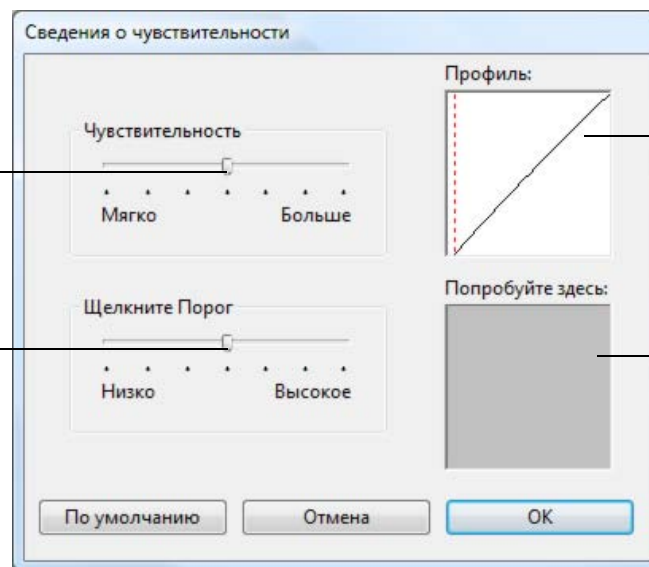 Сведения о чувствительности
Профиль:
Чувствительность
Мягко Больше
Попробуйте здесь:
Щелкните Порог
Низко Высокое
По умолчанию Отмена OK